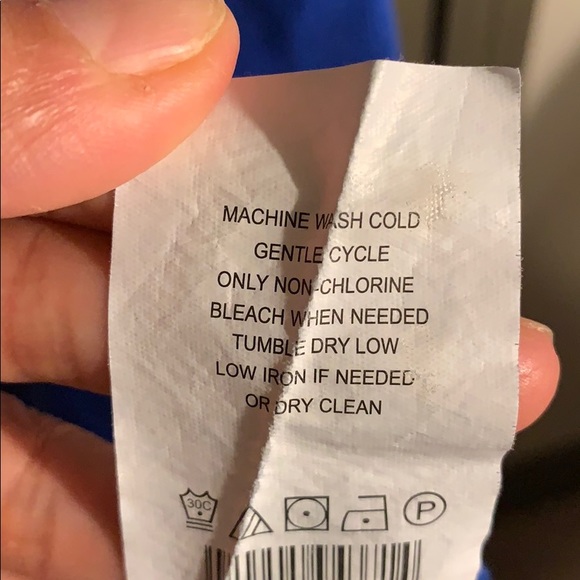 MACHINE WASH COLD
GENTLE CYCLE
ONLY NON-CHLORINE
BLEACH WHEN NEEDED
TUMBLE DRY LOW
LOW IRON IF NEEDED
OR DRY CLEAN
30C P